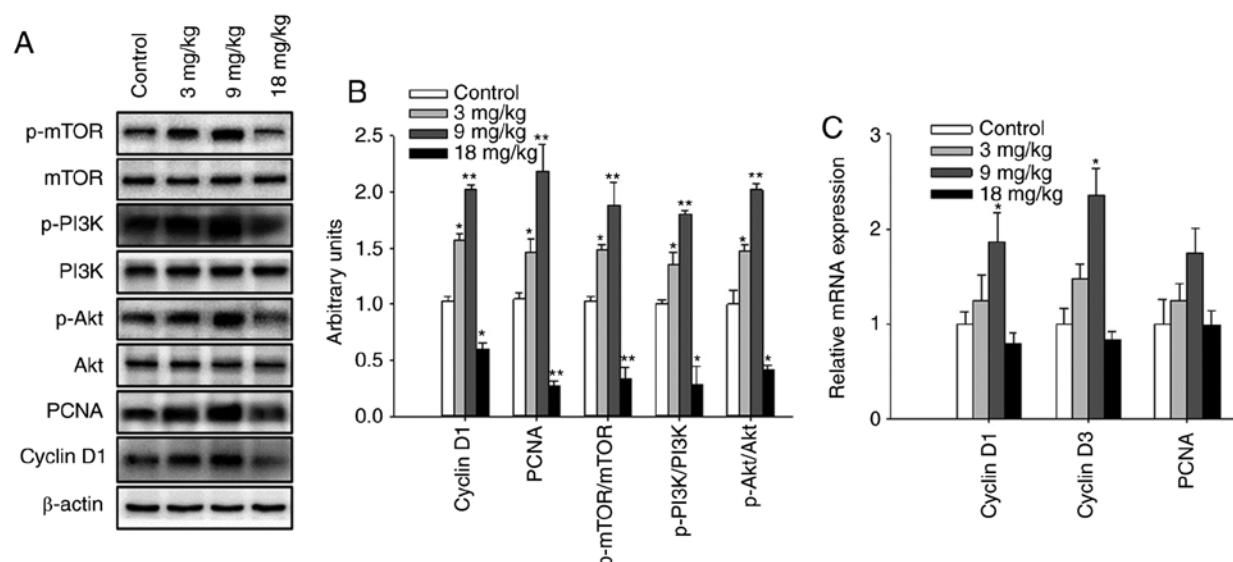 A
Control
3 mg/kg
9 mg/kg
18 mg/kg
p-mTOR
mTOR
p-PI3K
PI3K
p-Akt
Akt
PCNA
Cyclin D1
β-actin
B
Control
3 mg/kg
9 mg/kg
18 mg/kg
Arbitrary units
2.5
2.0
1.5
1.0
0.5
0.0
* ** * **
* ** **
* ** **
* ** *
* ** *
Cyclin D1
PCNA
p-mTOR/mTOR
p-PI3K/PI3K
p-Akt/Akt
C
Control
3 mg/kg
9 mg/kg
18 mg/kg
Relative mRNA expression
3
2
1
0
*
*
Cyclin D1
Cyclin D3
PCNA